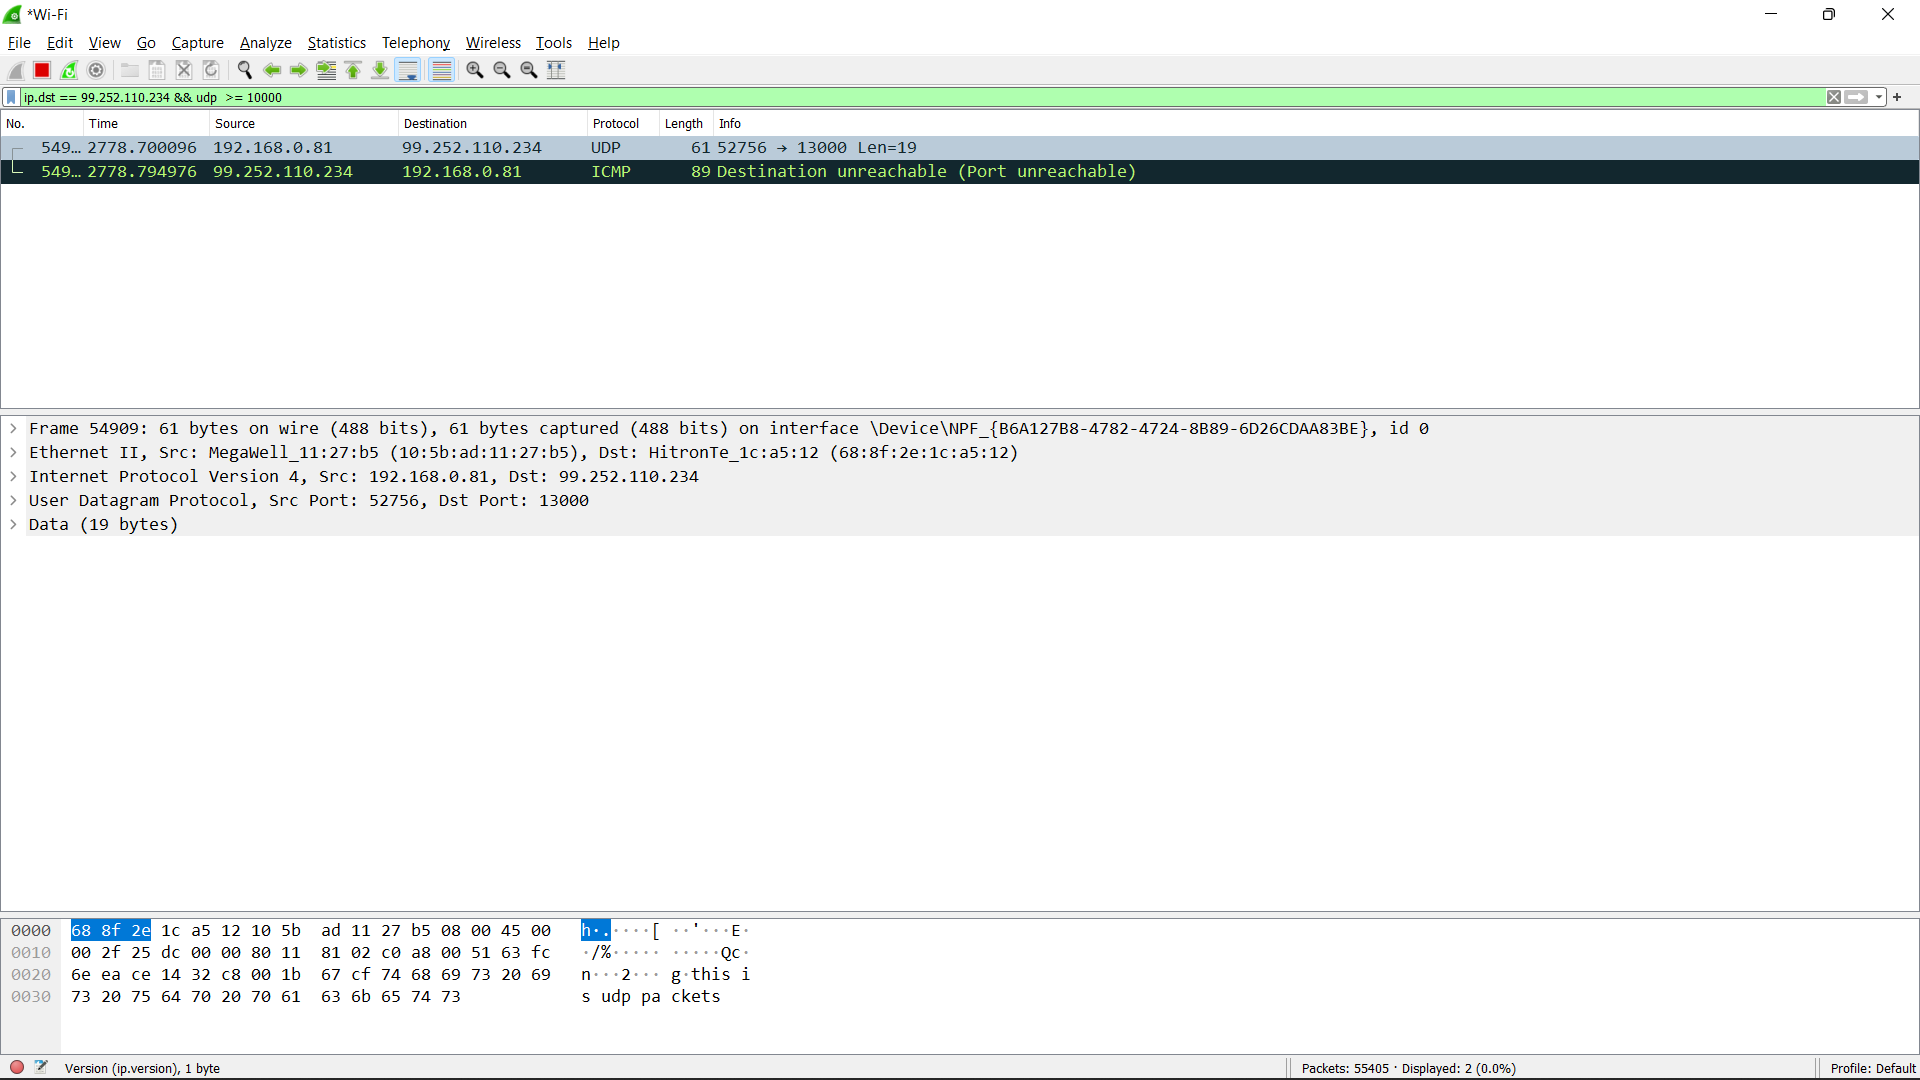 *Wi-Fi
File Edit View Go Capture Analyze Statistics Telephony Wireless Tools Help
ip.dst == 99.252.110.234 && udp >= 10000
No. Time Source Destination Protocol Length Info
549… 2778.700096 192.168.0.81 99.252.110.234 UDP 61 52756 → 13000 Len=19
549… 2778.794976 99.252.110.234 192.168.0.81 ICMP 89 Destination unreachable (Port unreachable)
Frame 54909: 61 bytes on wire (488 bits), 61 bytes captured (488 bits) on interface \Device\NPF_{B6A127B8-4782-4724-8B89-6D26CDAA83BE}, id 0
Ethernet II, Src: MegaWell_11:27:b5 (10:5b:ad:11:27:b5), Dst: HitronTe_1c:a5:12 (68:8f:2e:1c:a5:12)
Internet Protocol Version 4, Src: 192.168.0.81, Dst: 99.252.110.234
User Datagram Protocol, Src Port: 52756, Dst Port: 13000
Data (19 bytes)
0000 68 8f 2e 1c a5 12 10 5b ad 11 27 b5 08 00 45 00 h·.····[ ··'···E·
0010 00 2f 25 dc 00 00 80 11 81 02 c0 a8 00 51 63 fc ·/%····· ·····Qc·
0020 6e ea ce 14 32 c8 00 1b 67 cf 74 68 69 73 20 69 n···2··· g·this i
0030 73 20 75 64 70 20 70 61 63 6b 65 74 73 s udp pa ckets
Version (ip.version), 1 byte Packets: 55405 · Displayed: 2 (0.0%) Profile: Default